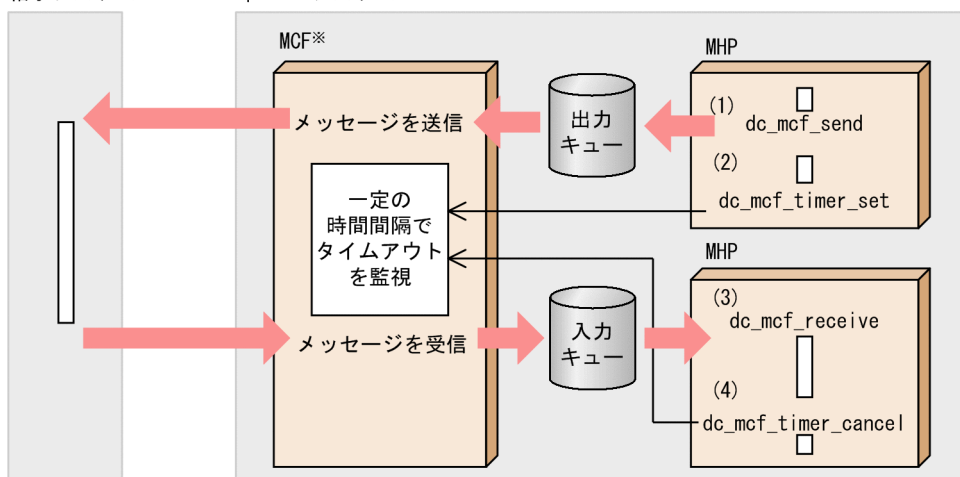 MCF※
MHP
メッセージを送信
出力
キュー
(1)
dc_mcf_send
(2)
dc_mcf_timer_set
一定の
時間間隔で
タイムアウト
を監視
MHP
(3)
dc_mcf_receive
メッセージを受信
入力
キュー
(4)
dc_mcf_timer_cancel